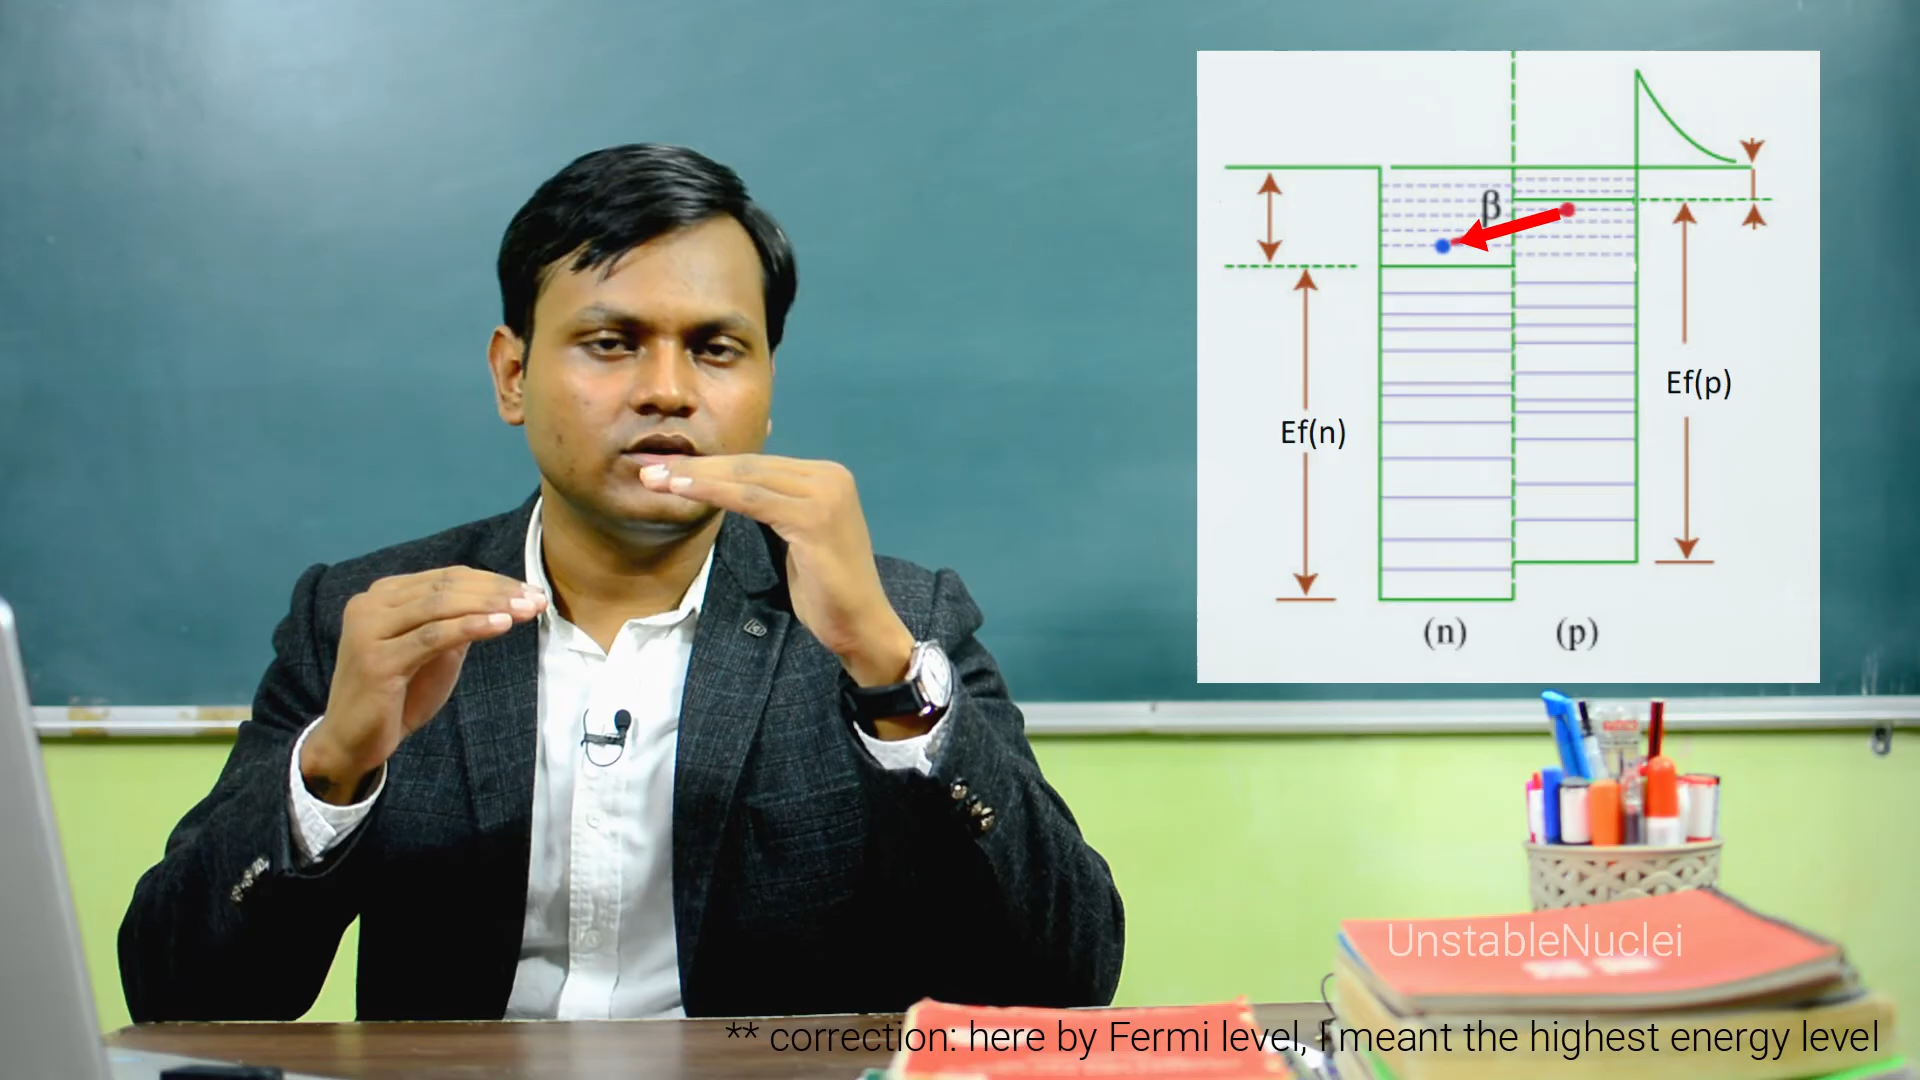 β
Ef(p)
Ef(n)
(n) (p)
UnstableNuclei
** correction: here by Fermi level, I meant the highest energy level